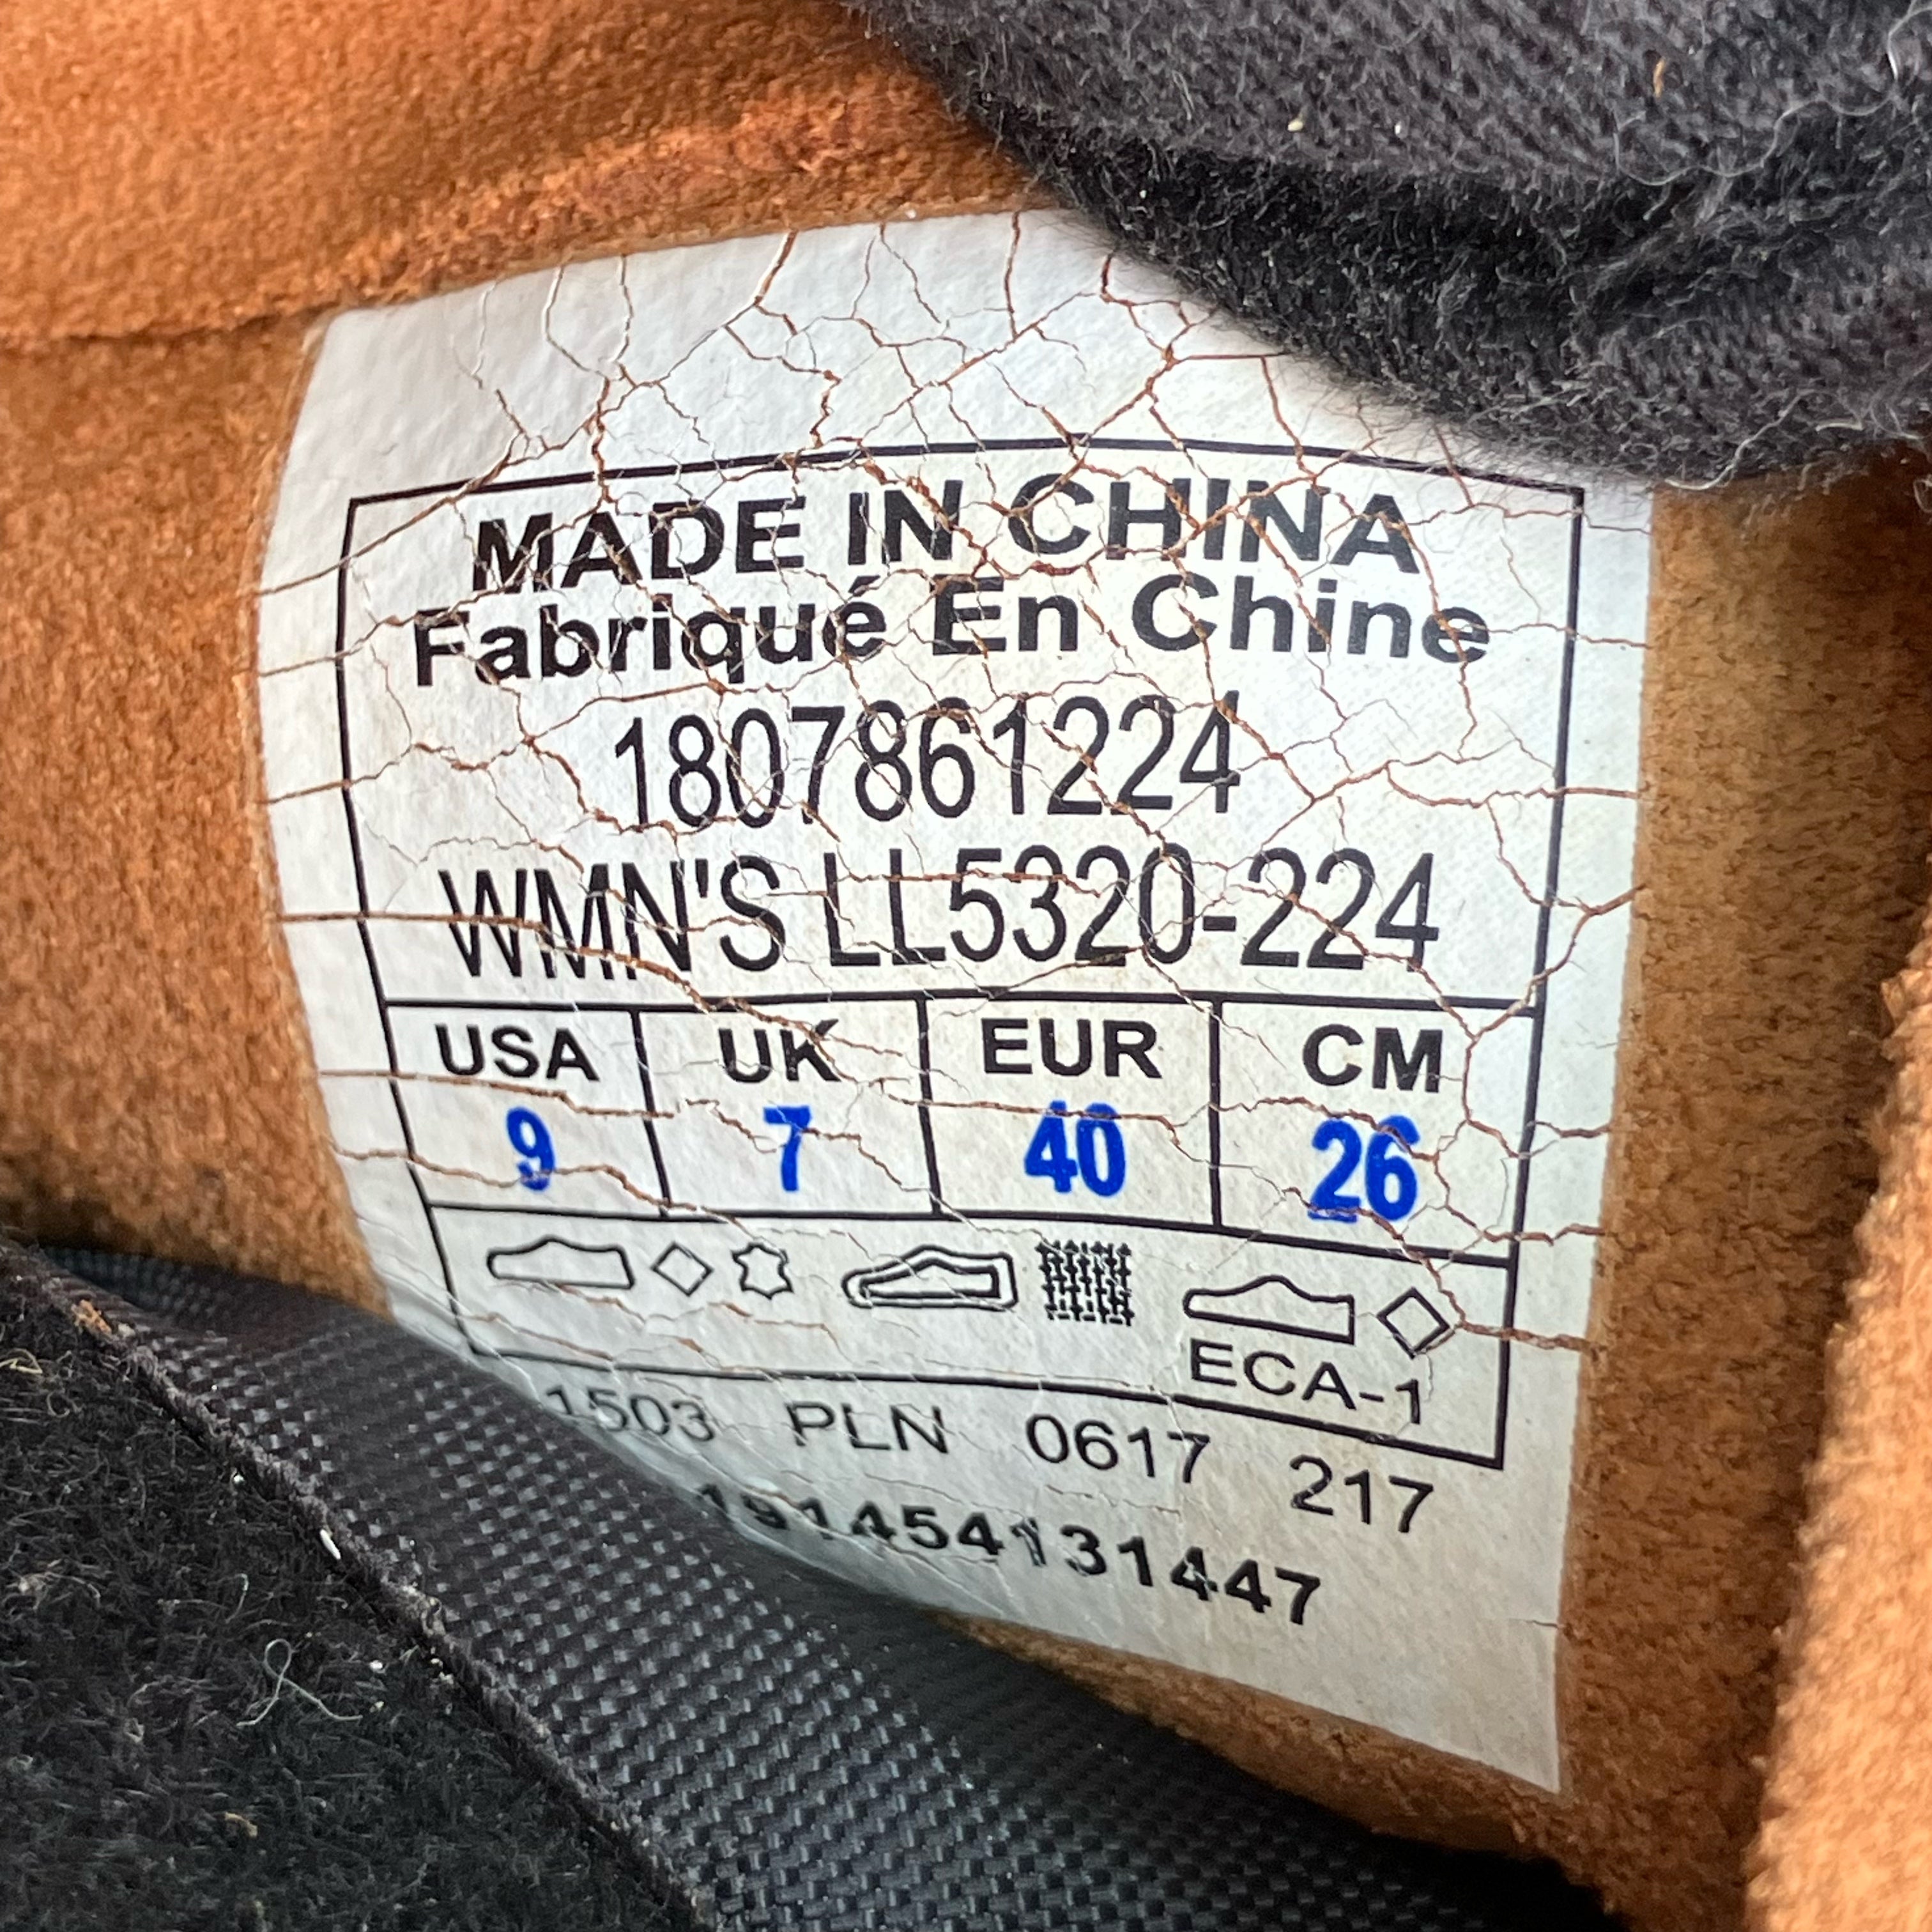 MADE IN CHINA
Fabriqué En Chine
1807861224
WMN'S LL5320-224
USA UK EUR CM
9 7 40 26
ECA-1
1503 PLN 0617 217
191454131447